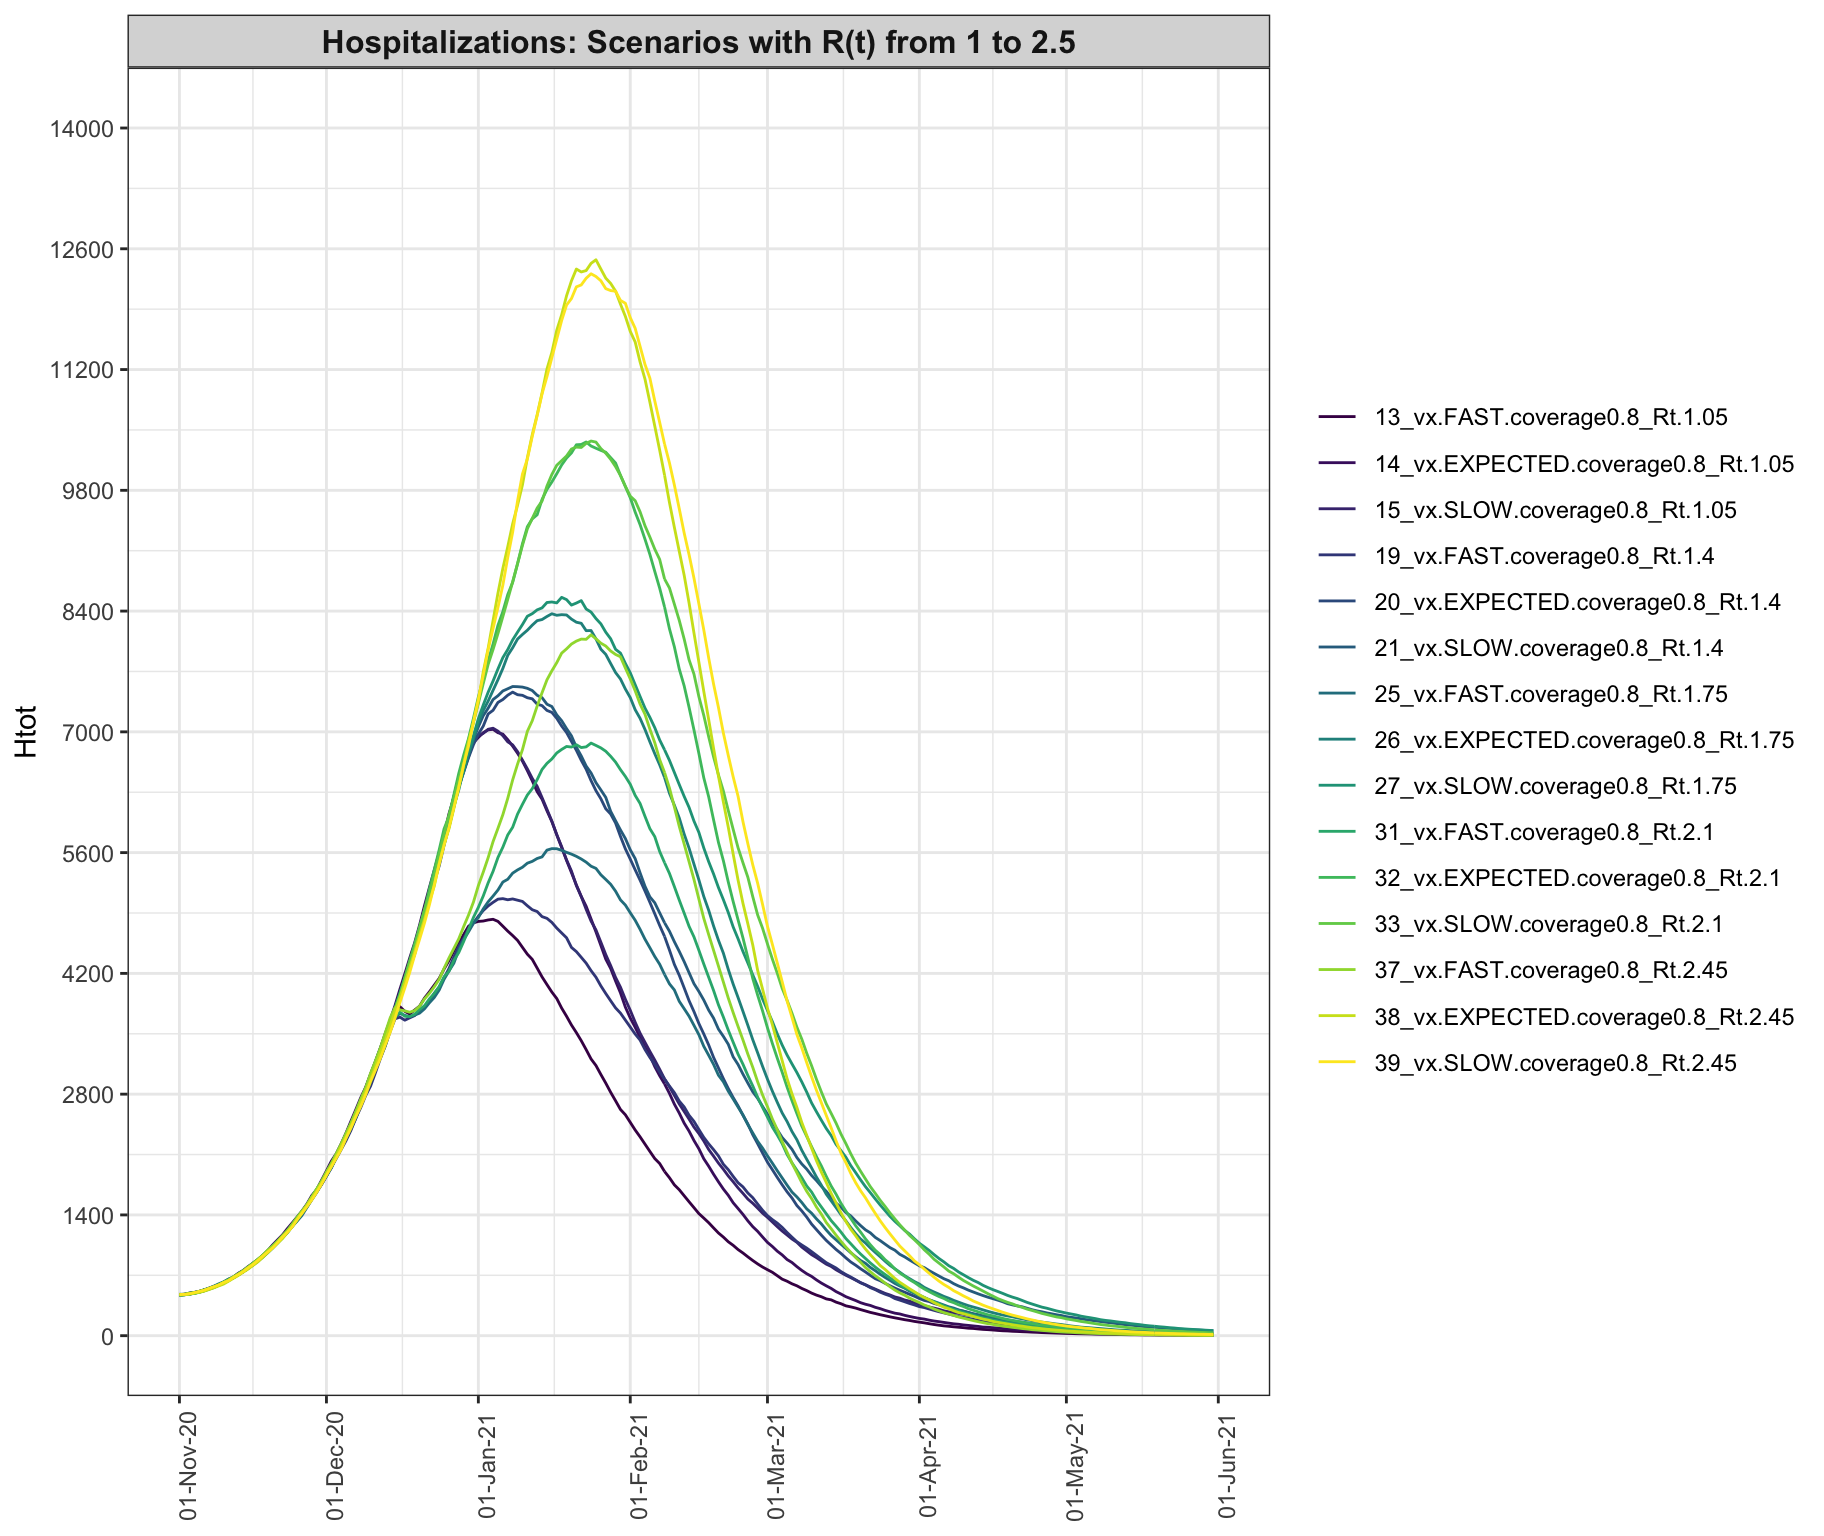 Hospitalizations: Scenarios with R(t) from 1 to 2.5
14000
12600
11200
9800
8400
7000
5600
4200
2800
1400
0
Htot
01-Nov-20
01-Dec-20
01-Jan-21
01-Feb-21
01-Mar-21
01-Apr-21
01-May-21
01-Jun-21
13_vx.FAST.coverage0.8_Rt.1.05
14_vx.EXPECTED.coverage0.8_Rt.1.05
15_vx.SLOW.coverage0.8_Rt.1.05
19_vx.FAST.coverage0.8_Rt.1.4
20_vx.EXPECTED.coverage0.8_Rt.1.4
21_vx.SLOW.coverage0.8_Rt.1.4
25_vx.FAST.coverage0.8_Rt.1.75
26_vx.EXPECTED.coverage0.8_Rt.1.75
27_vx.SLOW.coverage0.8_Rt.1.75
31_vx.FAST.coverage0.8_Rt.2.1
32_vx.EXPECTED.coverage0.8_Rt.2.1
33_vx.SLOW.coverage0.8_Rt.2.1
37_vx.FAST.coverage0.8_Rt.2.45
38_vx.EXPECTED.coverage0.8_Rt.2.45
39_vx.SLOW.coverage0.8_Rt.2.45